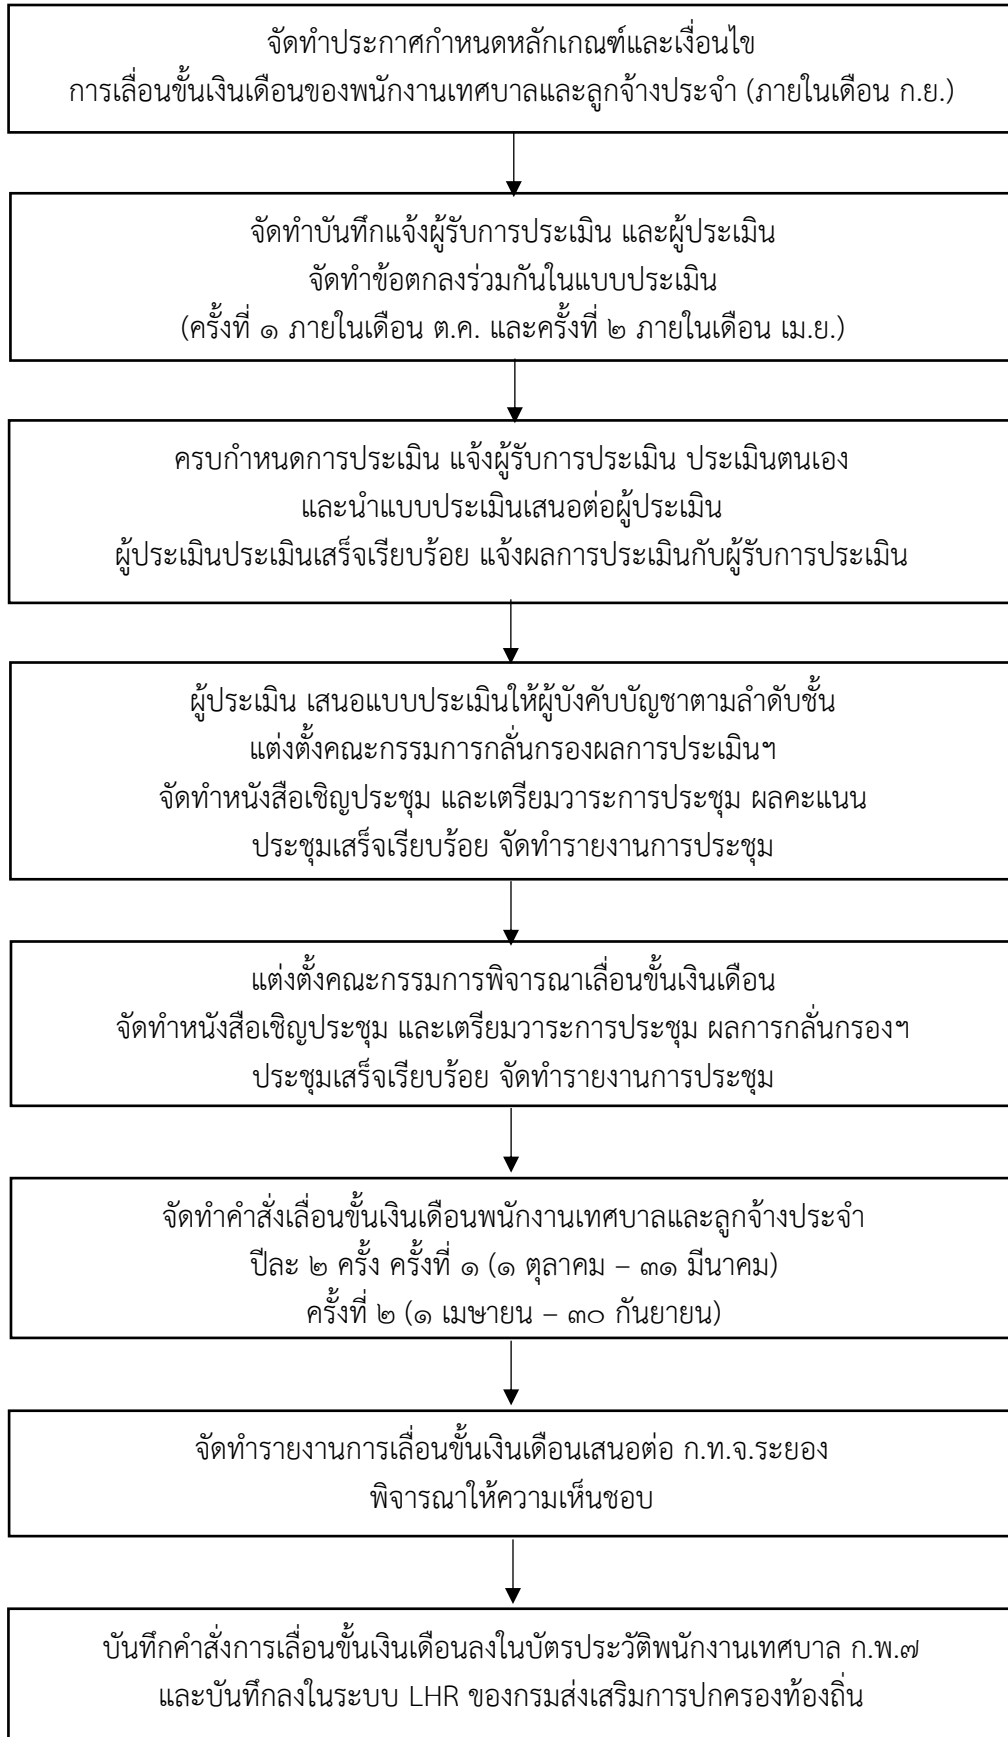 จัดทำประกาศกำหนดหลักเกณฑ์และเงื่อนไข
การเลื่อนขั้นเงินเดือนของพนักงานเทศบาลและลูกจ้างประจำ (ภายในเดือน ก.ย.)
จัดทำบันทึกแจ้งผู้รับการประเมิน และผู้ประเมิน
จัดทำข้อตกลงร่วมกันในแบบประเมิน
(ครั้งที่ ๑ ภายในเดือน ต.ค. และครั้งที่ ๒ ภายในเดือน เม.ย.)
ครบกำหนดการประเมิน แจ้งผู้รับการประเมิน ประเมินตนเอง
และนำแบบประเมินเสนอต่อผู้ประเมิน
ผู้ประเมินประเมินเสร็จเรียบร้อย แจ้งผลการประเมินกับผู้รับการประเมิน
ผู้ประเมิน เสนอแบบประเมินให้ผู้บังคับบัญชาตามลำดับชั้น
แต่งตั้งคณะกรรมการกลั่นกรองผลการประเมินฯ
จัดทำหนังสือเชิญประชุม และเตรียมวาระการประชุม ผลคะแนน
ประชุมเสร็จเรียบร้อย จัดทำรายงานการประชุม
แต่งตั้งคณะกรรมการพิจารณาเลื่อนขั้นเงินเดือน
จัดทำหนังสือเชิญประชุม และเตรียมวาระการประชุม ผลการกลั่นกรองฯ
ประชุมเสร็จเรียบร้อย จัดทำรายงานการประชุม
จัดทำคำสั่งเลื่อนขั้นเงินเดือนพนักงานเทศบาลและลูกจ้างประจำ
ปีละ ๒ ครั้ง ครั้งที่ ๑ (๑ ตุลาคม – ๓๑ มีนาคม)
ครั้งที่ ๒ (๑ เมษายน – ๓๐ กันยายน)
จัดทำรายงานการเลื่อนขั้นเงินเดือนเสนอต่อ ก.ท.จ.ระยอง
พิจารณาให้ความเห็นชอบ
บันทึกคำสั่งการเลื่อนขั้นเงินเดือนลงในบัตรประวัติพนักงานเทศบาล ก.พ.๗
และบันทึกลงในระบบ LHR ของกรมส่งเสริมการปกครองท้องถิ่น